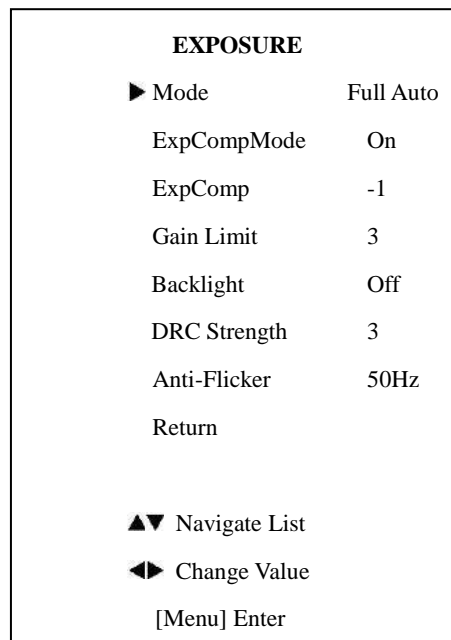 EXPOSURE
▶ Mode Full Auto
ExpCompMode On
ExpComp -1
Gain Limit 3
Backlight Off
DRC Strength 3
Anti-Flicker 50Hz
Return
▲▼ Navigate List
◀▶ Change Value
[Menu] Enter